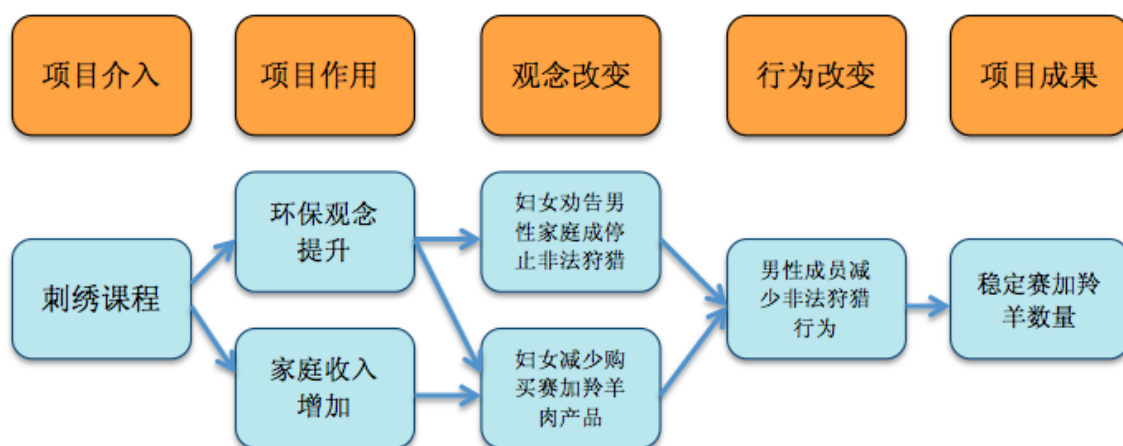 项目介入
项目作用
观念改变
行为改变
项目成果
刺绣课程
环保观念
提升
家庭收入
增加
妇女劝告男
性家庭成停
止非法狩猎
妇女减少购
买赛加羚羊
肉产品
男性成员减
少非法狩猎
行为
稳定赛加羚
羊数量